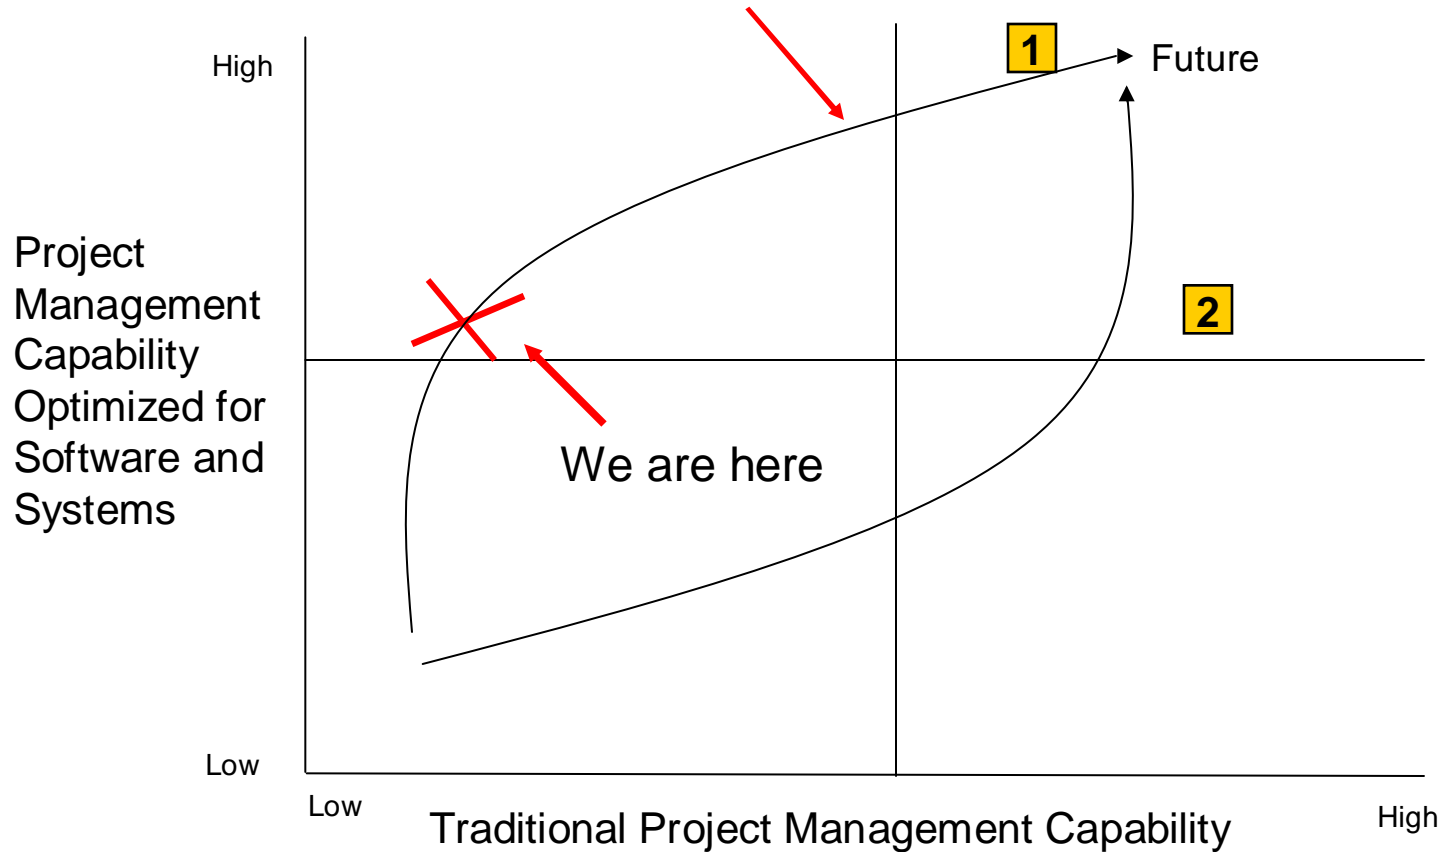 1
Future
High
Project
Management
Capability
Optimized for
Software and
Systems
2
We are here
Low
Low
Traditional Project Management Capability
High